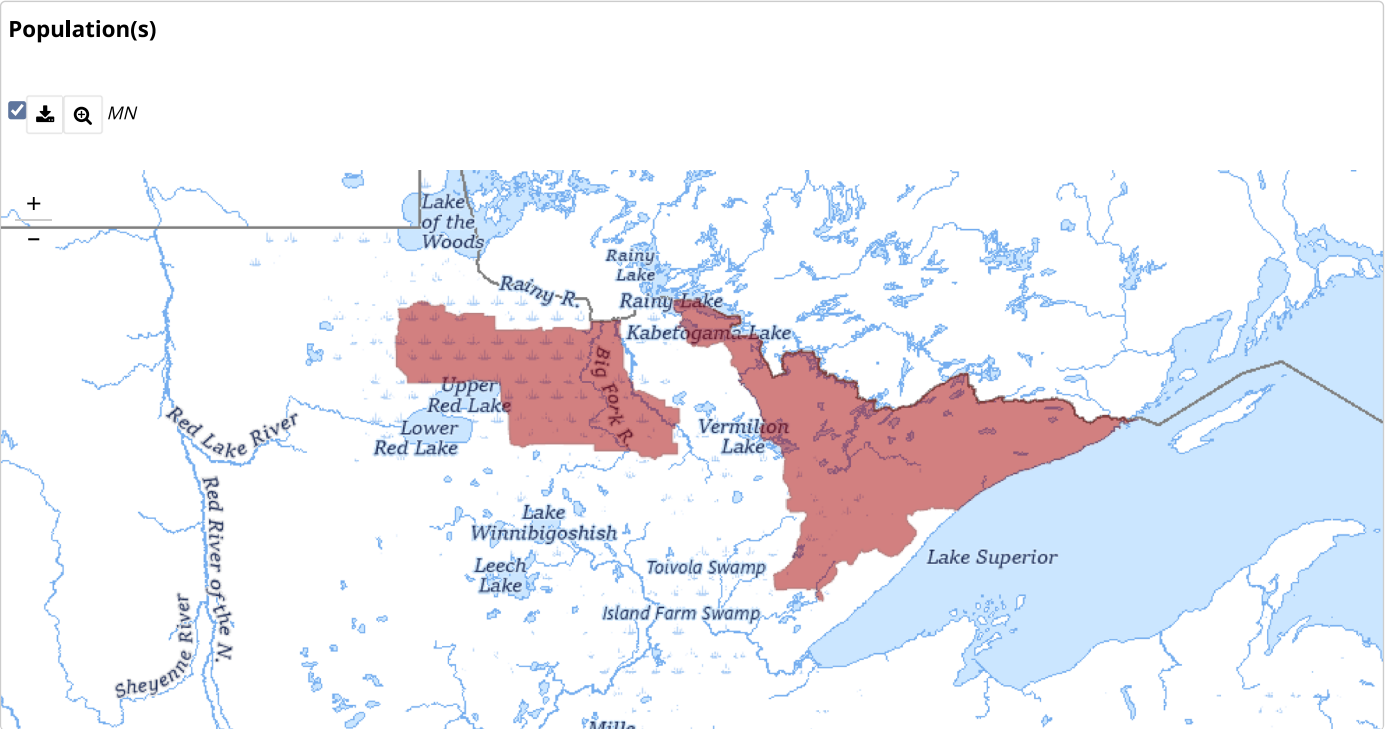 Population(s)
MN
+
−
Lake
of the
Woods
Rainy
Lake
Rainy-R.
Rainy Lake
Kabetogama Lake
Big Fork R.
Upper
Red Lake
Lower
Red Lake
Red Lake River
Vermilion
Lake
Red River of the N.
Lake
Winnibigoshish
Leech
Lake
Toivola Swamp
Lake Superior
Island Farm Swamp
Sheyenne River
Mille